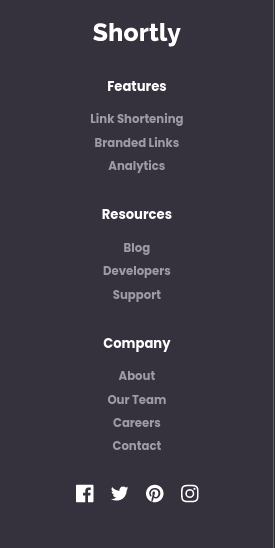 Shortly
Features
Link Shortening
Branded Links
Analytics
Resources
Blog
Developers
Support
Company
About
Our Team
Careers
Contact